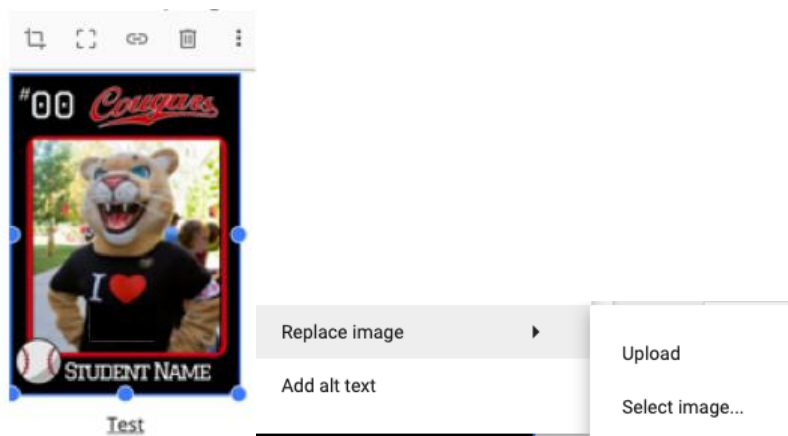 #00 Cougars
I
STUDENT NAME
Test
Replace image
Add alt text
Upload
Select image...